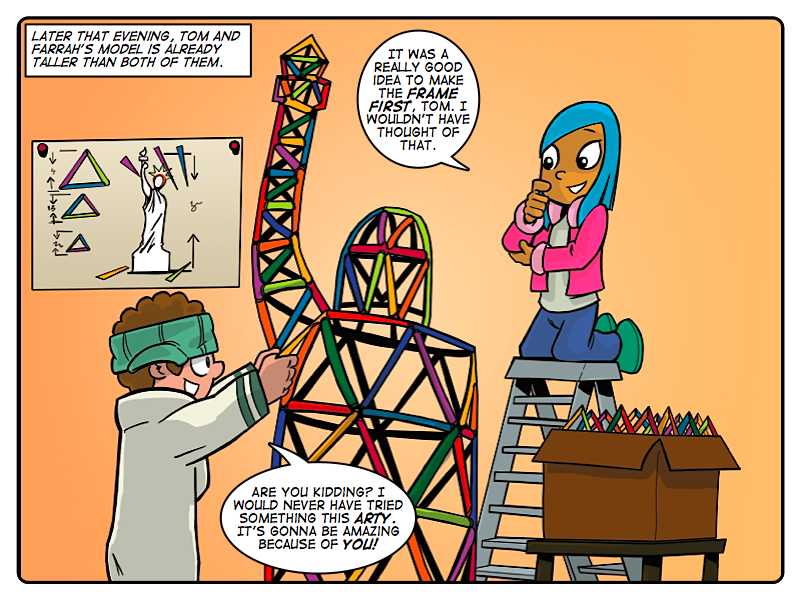 LATER THAT EVENING, TOM AND
FARRAH'S MODEL IS ALREADY
TALLER THAN BOTH OF THEM.
IT WAS A
REALLY GOOD
IDEA TO MAKE
THE FRAME
FIRST, TOM. I
WOULDN'T HAVE
THOUGHT OF
THAT.
ARE YOU KIDDING? I
WOULD NEVER HAVE TRIED
SOMETHING THIS ARTY.
IT'S GONNA BE AMAZING
BECAUSE OF YOU!